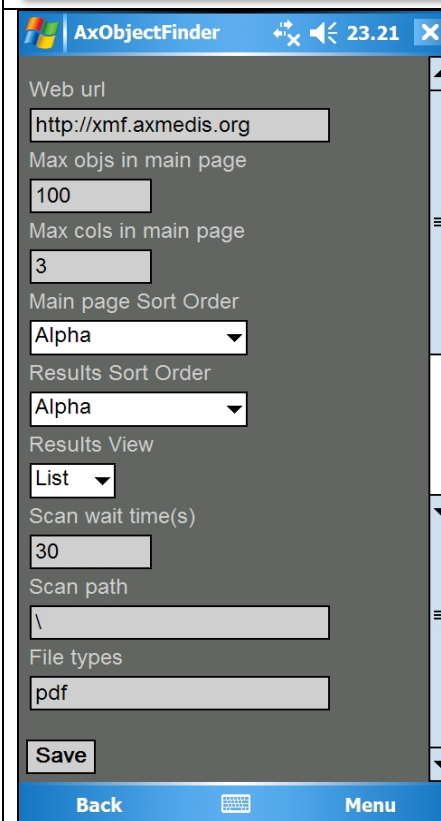 AxObjectFinder 23.21
Web url
http://xmf.axmedis.org
Max objs in main page
100
Max cols in main page
3
Main page Sort Order
Alpha
Results Sort Order
Alpha
Results View
List
Scan wait time(s)
30
Scan path
\
File types
pdf
Save
Back Menu